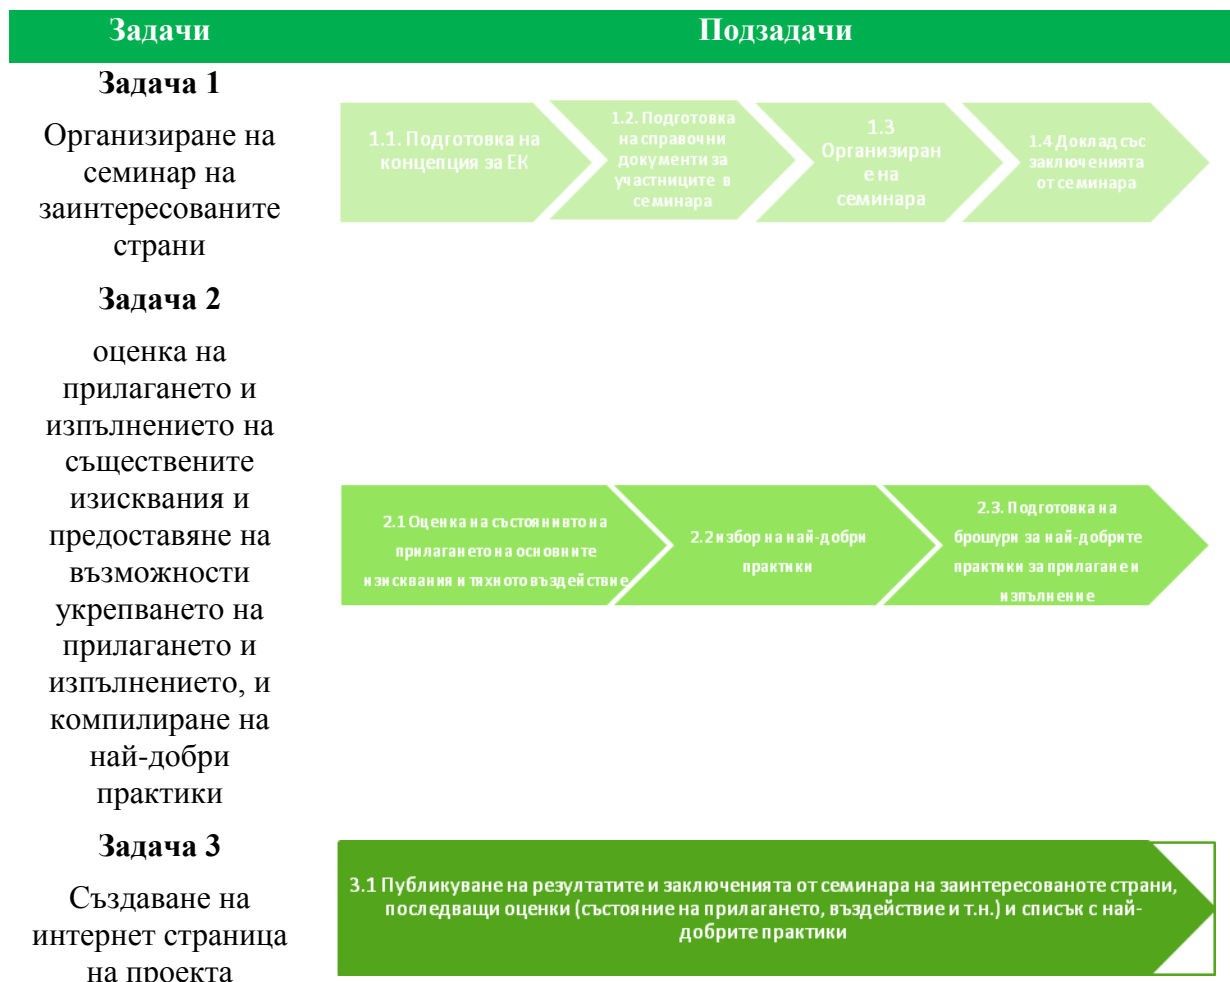 Задачи
Подзадачи
Задача 1
Организиране на
семинар на
заинтересованите
страни
1.1. Подготовка на
концепция за ЕК
1.2. Подготовка
на справочни
документи за
участниците в
семинара
1.3
Организиран
е на
семинара
1.4 Доклад със
заключенията
от семинара
Задача 2
оценка на
прилагането и
изпълнението на
съществените
изисквания и
предоставяне на
възможности
укрепването на
прилагането и
изпълнението, и
компилиране на
най-добри
практики
2.1 Оценка на състоянивто на
прилагането на основните
изисквания и тяхното въздействие
2.2 избор на най-добри
практики
2.3. Подготовка на
брошури за най-добрите
практики за прилагане и
изпълнение
Задача 3
Създаване на
интернет страница
на проекта
3.1 Публикуване на резултатите и заключенията от семинара на заинтересованоте страни,
последващи оценки (състояние на прилагането, въздействие и т.н.) и списък с най-
добрите практики